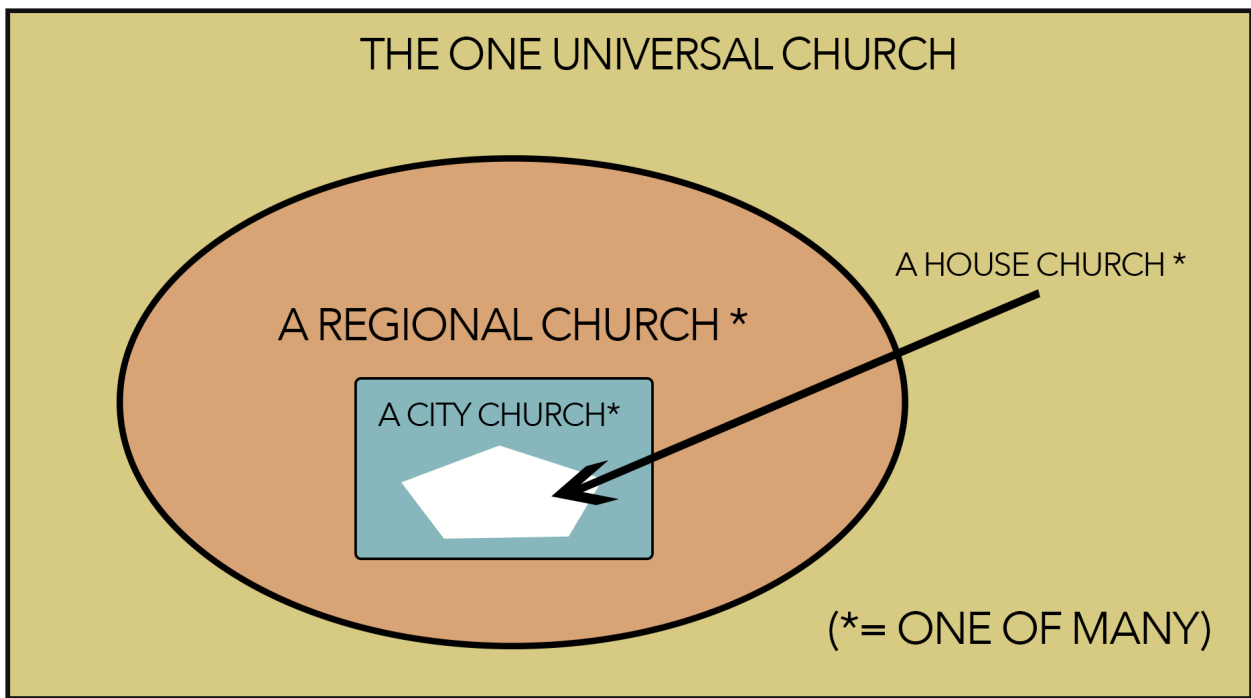 THE ONE UNIVERSAL CHURCH
A HOUSE CHURCH *
A REGIONAL CHURCH *
A CITY CHURCH*
(*= ONE OF MANY)